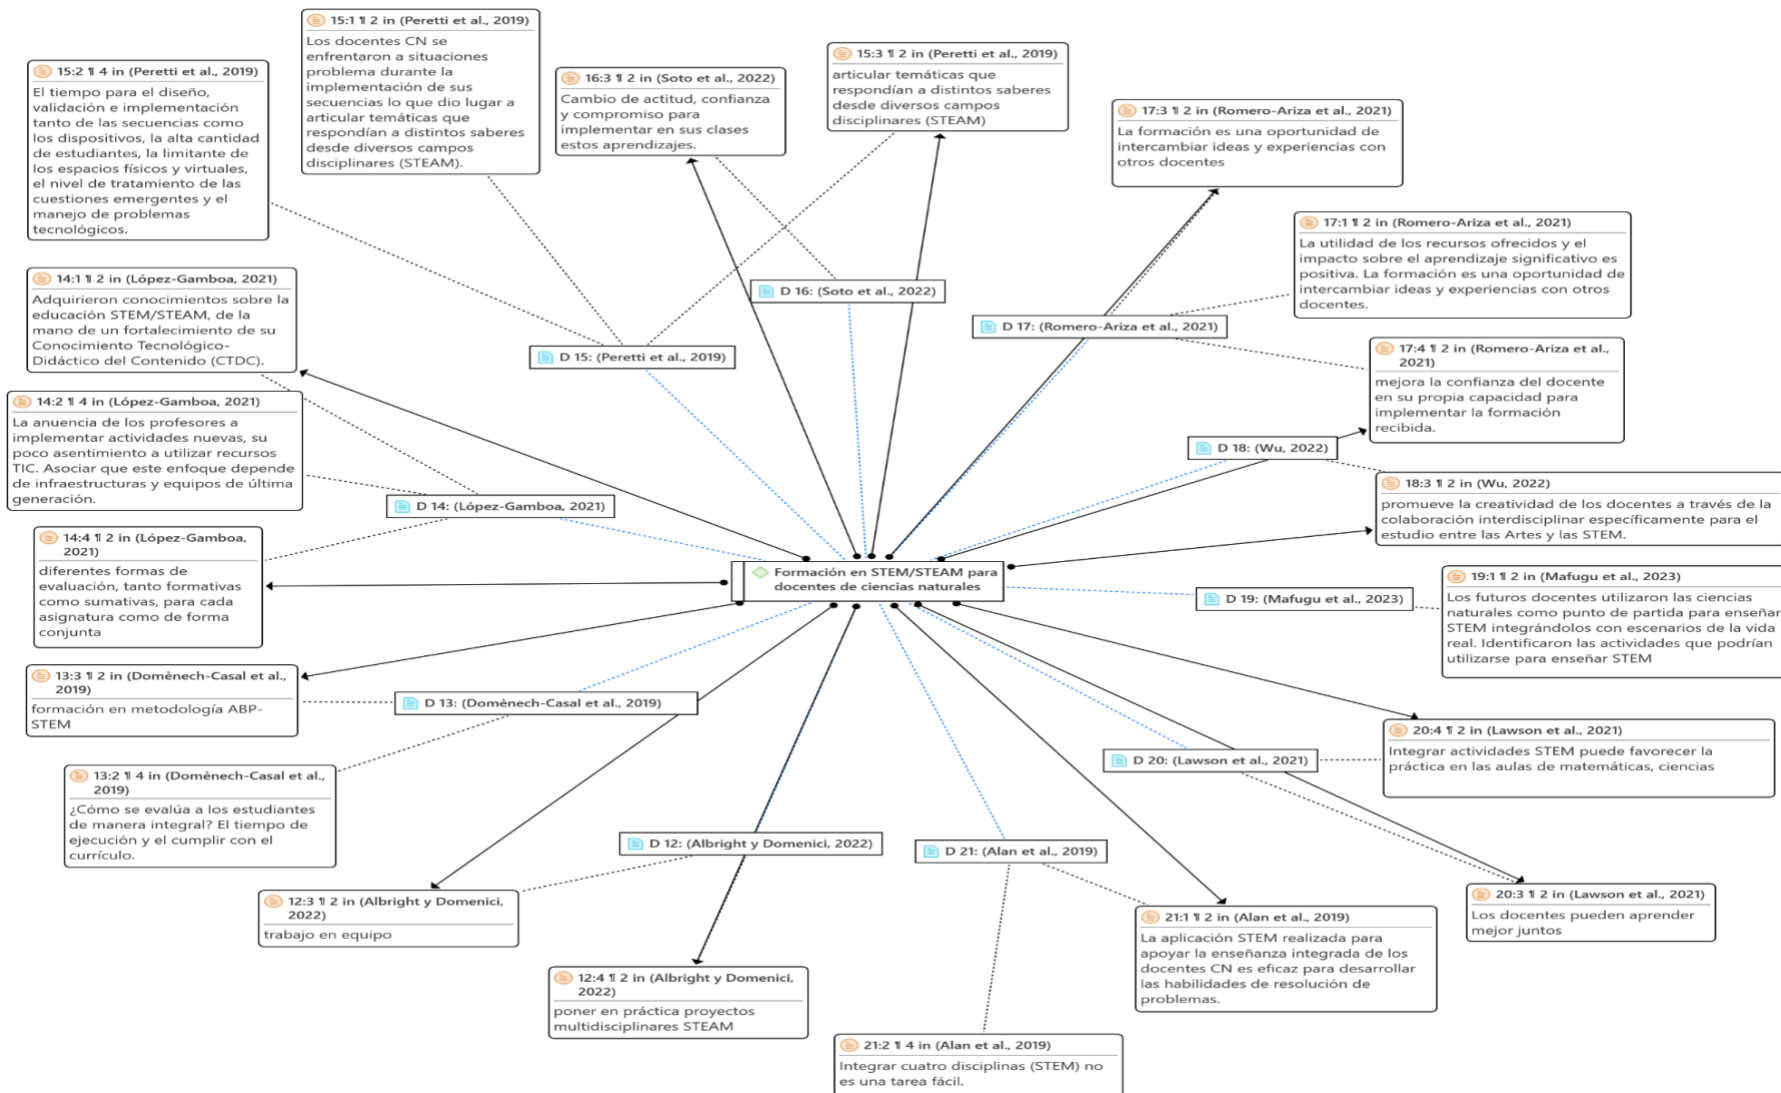 15:1 ¶ 2 in (Peretti et al., 2019)
Los docentes CN se
enfrentaron a situaciones
problema durante la
implementación de sus
secuencias lo que dio lugar a
articular temáticas que
respondían a distintos saberes
desde diversos campos
disciplinares (STEAM).
15:2 ¶ 4 in (Peretti et al., 2019)
El tiempo para el diseño,
validación e implementación
tanto de las secuencias como
los dispositivos, la alta cantidad
de estudiantes, la limitante de
los espacios físicos y virtuales,
el nivel de tratamiento de las
cuestiones emergentes y el
manejo de problemas
tecnológicos.
16:3 ¶ 2 in (Soto et al., 2022)
Cambio de actitud, confianza
y compromiso para
implementar en sus clases
estos aprendizajes.
15:3 ¶ 2 in (Peretti et al., 2019)
articular temáticas que
respondían a distintos saberes
desde diversos campos
disciplinares (STEAM)
17:3 ¶ 2 in (Romero-Ariza et al., 2021)
La formación es una oportunidad de
intercambiar ideas y experiencias con
otros docentes
17:1 ¶ 2 in (Romero-Ariza et al., 2021)
La utilidad de los recursos ofrecidos y el
impacto sobre el aprendizaje significativo es
positiva. La formación es una oportunidad de
intercambiar ideas y experiencias con otros
docentes.
14:1 ¶ 2 in (López-Gamboa, 2021)
Adquirieron conocimientos sobre la
educación STEM/STEAM, de la
mano de un fortalecimiento de su
Conocimiento Tecnológico-
Didáctico del Contenido (CTDC).
D 16: (Soto et al., 2022)
D 17: (Romero-Ariza et al., 2021)
D 15: (Peretti et al., 2019)
17:4 ¶ 2 in (Romero-Ariza et al.,
2021)
mejora la confianza del docente
en su propia capacidad para
implementar la formación
recibida.
14:2 ¶ 4 in (López-Gamboa, 2021)
La anuencia de los profesores a
implementar actividades nuevas, su
poco asentimiento a utilizar recursos
TIC. Asociar que este enfoque depende
de infraestructuras y equipos de última
generación.
D 18: (Wu, 2022)
18:3 ¶ 2 in (Wu, 2022)
promueve la creatividad de los docentes a través de la
colaboración interdisciplinar específicamente para el
estudio entre las Artes y las STEM.
D 14: (López-Gamboa, 2021)
14:4 ¶ 2 in (López-Gamboa,
2021)
diferentes formas de
evaluación, tanto formativas
como sumativas, para cada
asignatura como de forma
conjunta
Formación en STEM/STEAM para
docentes de ciencias naturales
D 19: (Mafugu et al., 2023)
19:1 ¶ 2 in (Mafugu et al., 2023)
Los futuros docentes utilizaron las ciencias
naturales como punto de partida para enseñar
STEM integrándolos con escenarios de la vida
real. Identificaron las actividades que podrían
utilizarse para enseñar STEM
13:3 ¶ 2 in (Domènech-Casal et al.,
2019)
formación en metodología ABP-
STEM
D 13: (Domènech-Casal et al., 2019)
20:4 ¶ 2 in (Lawson et al., 2021)
Integrar actividades STEM puede favorecer la
práctica en las aulas de matemáticas, ciencias
D 20: (Lawson et al., 2021)
13:2 ¶ 4 in (Domènech-Casal et al.,
2019)
¿Cómo se evalúa a los estudiantes
de manera integral? El tiempo de
ejecución y el cumplir con el
currículo.
D 12: (Albright y Domenici, 2022)
D 21: (Alan et al., 2019)
12:3 ¶ 2 in (Albright y Domenici,
2022)
trabajo en equipo
20:3 ¶ 2 in (Lawson et al., 2021)
Los docentes pueden aprender
mejor juntos
21:1 ¶ 2 in (Alan et al., 2019)
La aplicación STEM realizada para
apoyar la enseñanza integrada de los
docentes CN es eficaz para desarrollar
las habilidades de resolución de
problemas.
12:4 ¶ 2 in (Albright y Domenici,
2022)
poner en práctica proyectos
multidisciplinares STEAM
21:2 ¶ 4 in (Alan et al., 2019)
Integrar cuatro disciplinas (STEM) no
es una tarea fácil.